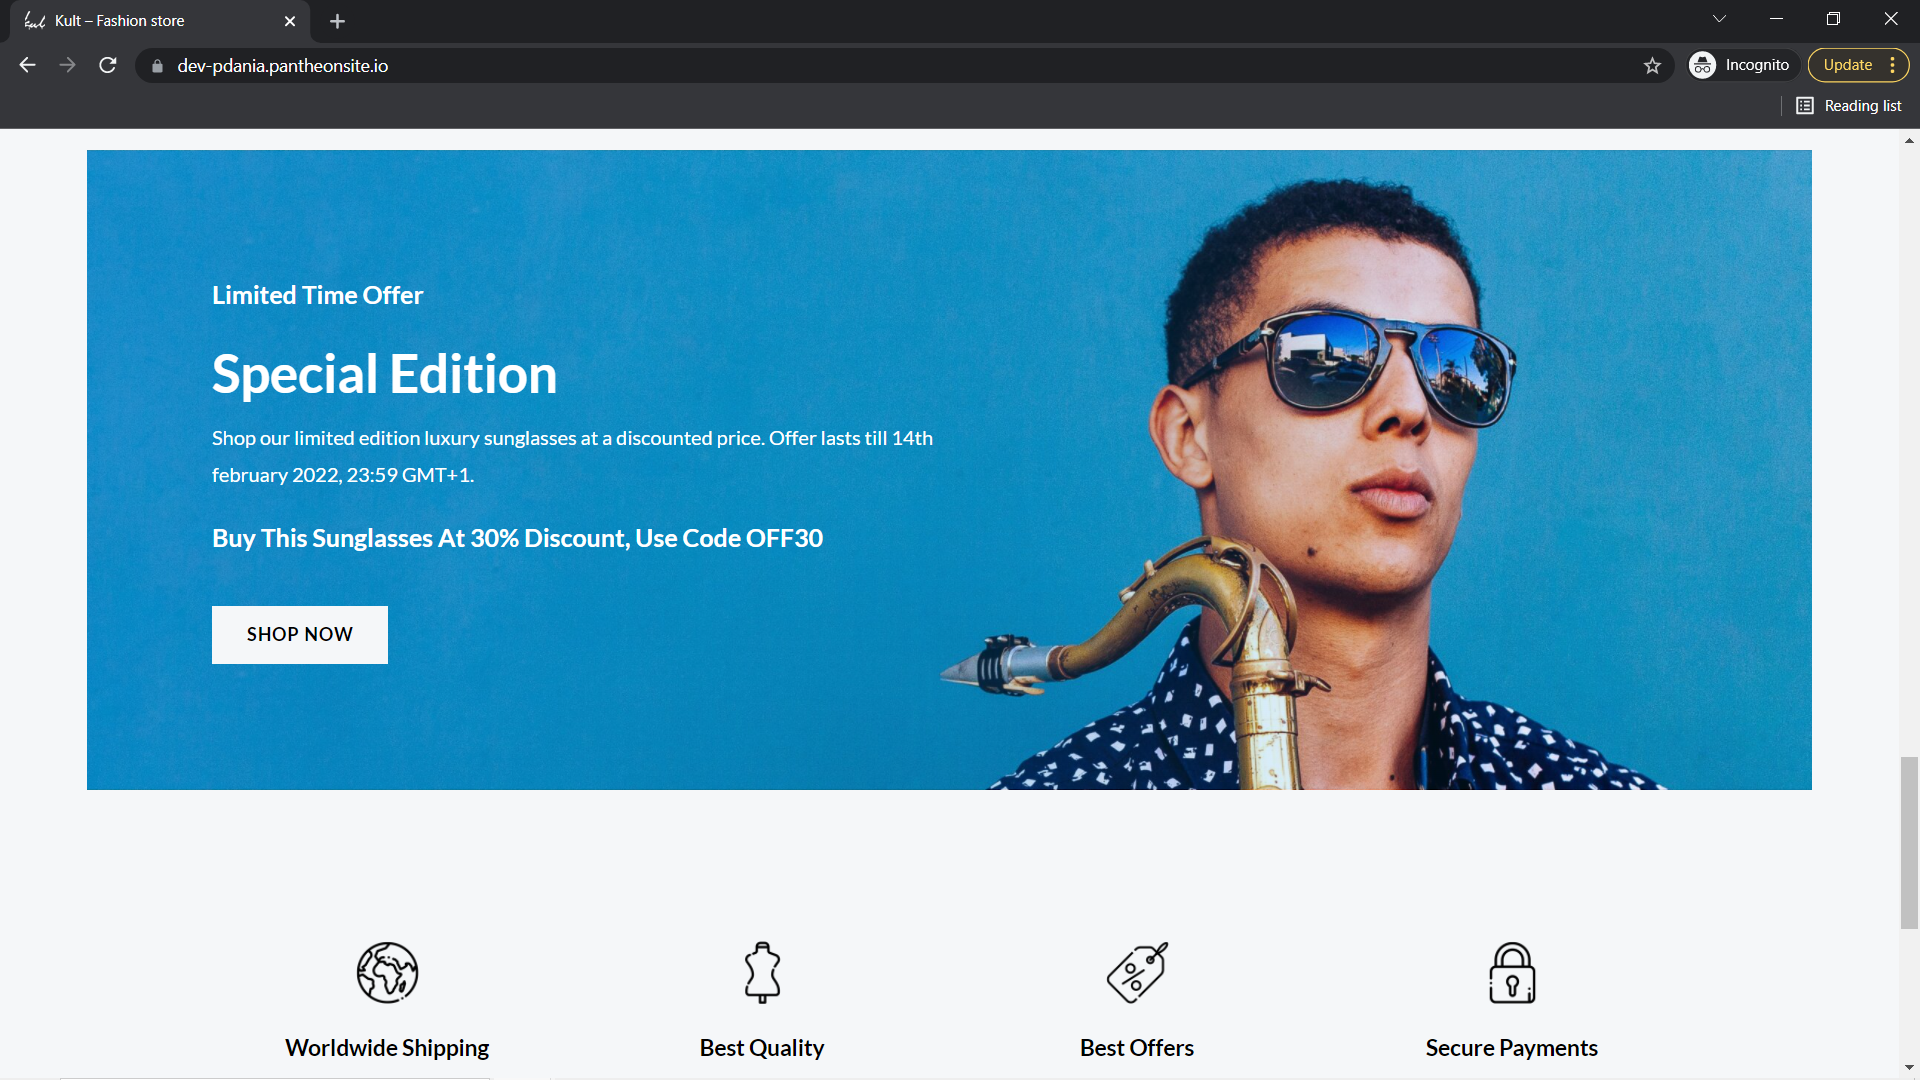 Kult – Fashion store
dev-pdania.pantheonsite.io
Incognito
Update
Reading list
Limited Time Offer
Special Edition
Shop our limited edition luxury sunglasses at a discounted price. Offer lasts till 14th
february 2022, 23:59 GMT+1.
Buy This Sunglasses At 30% Discount, Use Code OFF30
SHOP NOW
Worldwide Shipping
Best Quality
Best Offers
Secure Payments